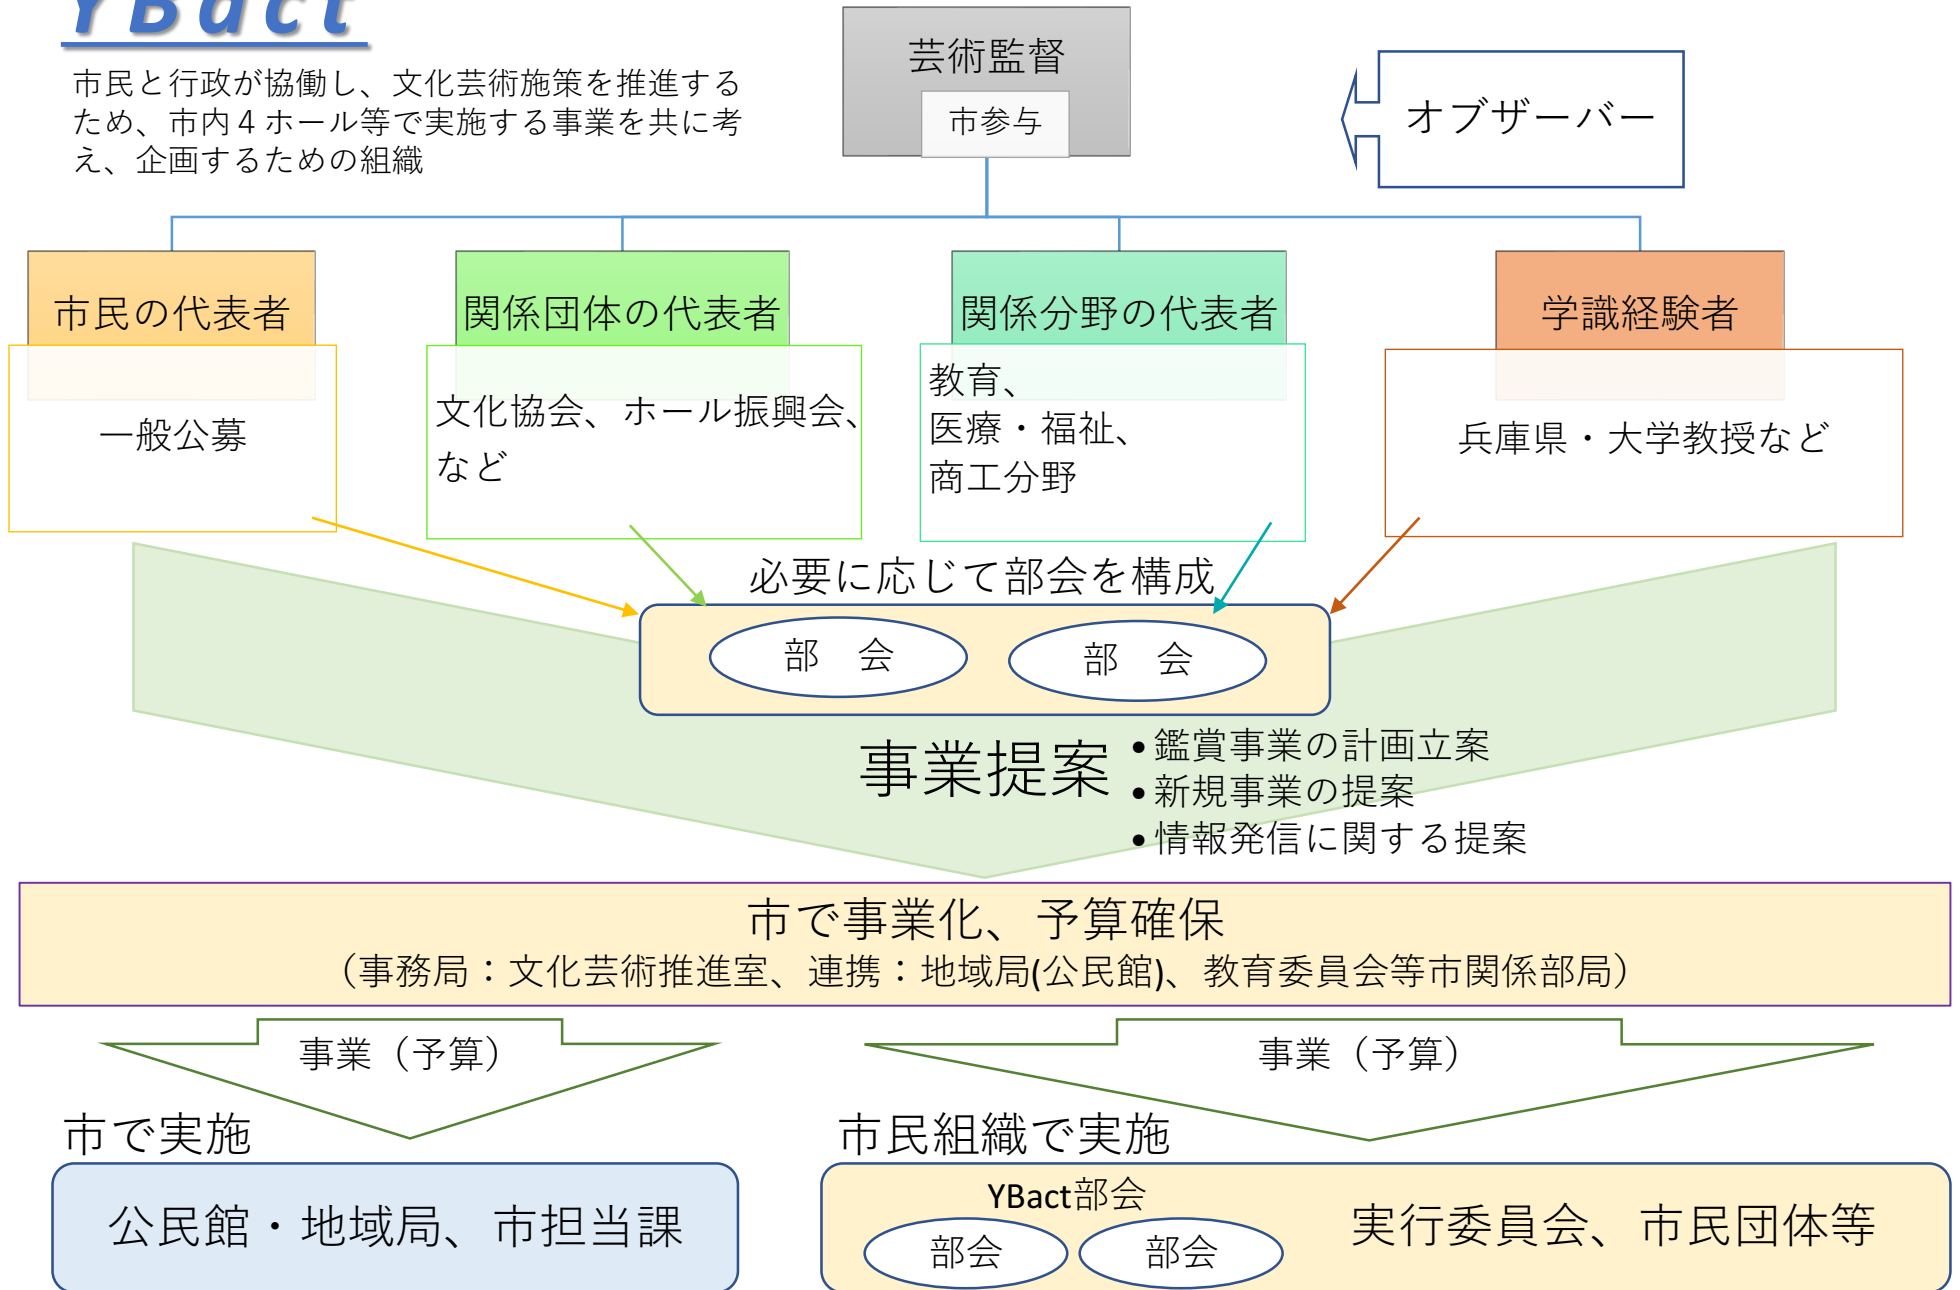 YBact
市民と行政が協働し、文化芸術施策を推進する
ため、市内４ホール等で実施する事業を共に考
え、企画するための組織
芸術監督
市参与
オブザーバー
市民の代表者
関係団体の代表者
関係分野の代表者
学識経験者
一般公募
文化協会、ホール振興会、
など
教育、
医療・福祉、
商工分野
兵庫県・大学教授など
必要に応じて部会を構成
部　会
部　会
事業提案
•鑑賞事業の計画立案
•新規事業の提案
•情報発信に関する提案
市で事業化、予算確保
（事務局：文化芸術推進室、連携：地域局(公民館)、教育委員会等市関係部局）
事業（予算）
事業（予算）
市で実施
市民組織で実施
公民館・地域局、市担当課
YBact部会
部会
部会
実行委員会、市民団体等